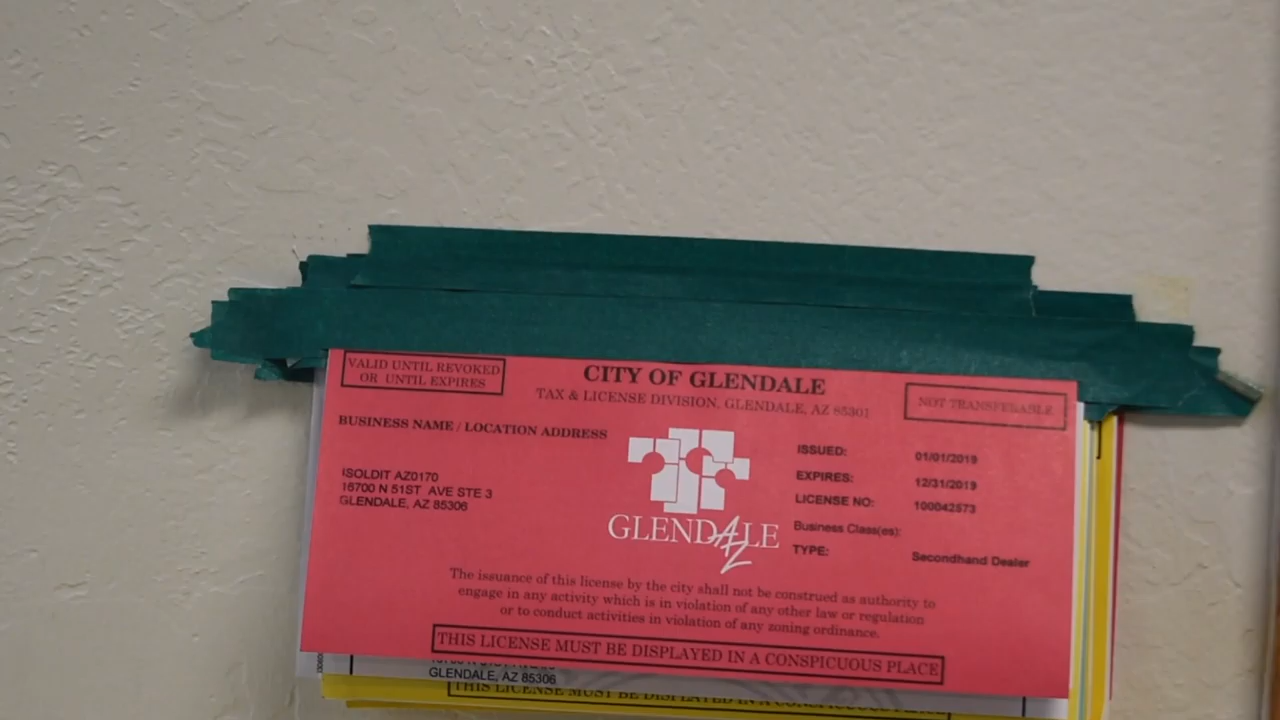 VALID UNTIL REVOKED
OR UNTIL EXPIRES
CITY OF GLENDALE
TAX & LICENSE DIVISION, GLENDALE, AZ 85301
NOT TRANSFERABLE
BUSINESS NAME / LOCATION ADDRESS
ISOLDIT AZ0170
16700 N 51ST AVE STE 3
GLENDALE, AZ 85306
GLENDALE
AZ
ISSUED: 01/01/2019
EXPIRES: 12/31/2019
LICENSE NO: 100042573
Business Class(es):
TYPE: Secondhand Dealer
The issuance of this license by the city shall not be construed as authority to
engage in any activity which is in violation of any other law or regulation
or to conduct activities in violation of any zoning ordinance.
THIS LICENSE MUST BE DISPLAYED IN A CONSPICUOUS PLACE
GLENDALE, AZ 85306
THIS LICENSE MUST BE DISPLAYED IN A CONSPICUOUS